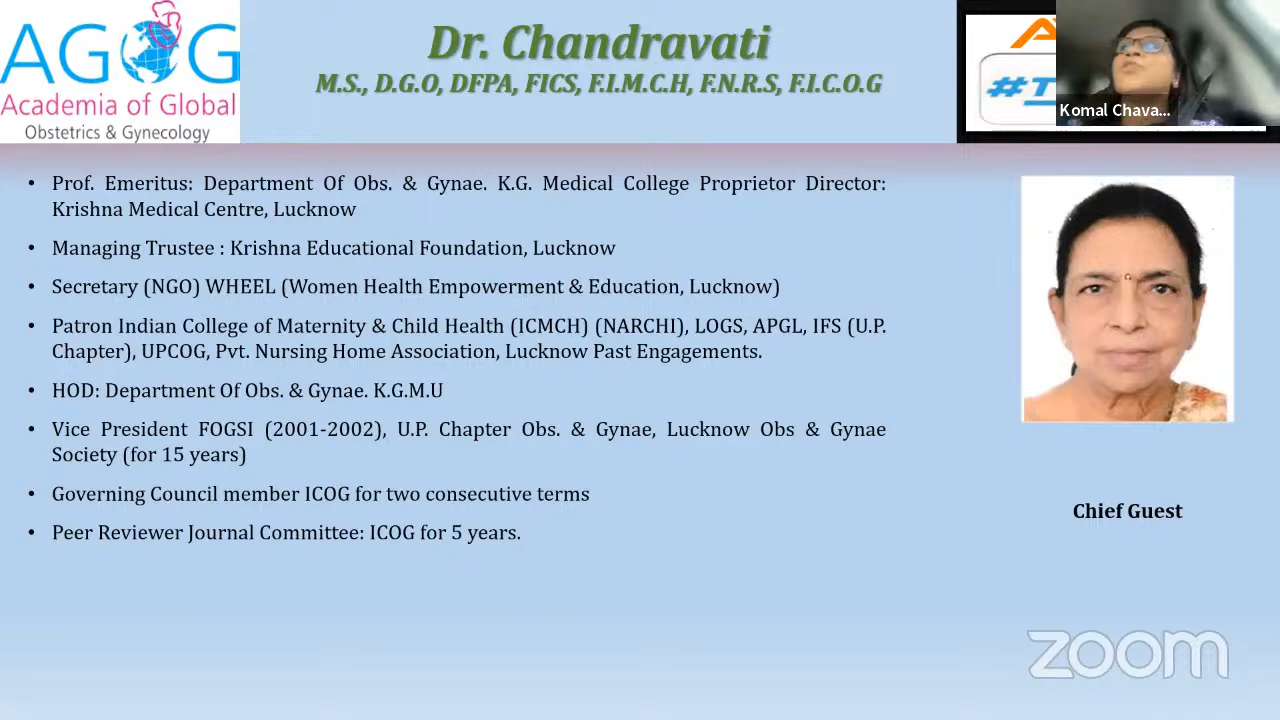 AGOG
Academia of Global
Obstetrics & Gynecology
Dr. Chandravati
M.S., D.G.O, DFPA, FICS, F.I.M.C.H, F.N.R.S, F.I.C.O.G
Komal Chava...
• Prof. Emeritus: Department Of Obs. & Gynae. K.G. Medical College Proprietor Director:
Krishna Medical Centre, Lucknow
• Managing Trustee : Krishna Educational Foundation, Lucknow
• Secretary (NGO) WHEEL (Women Health Empowerment & Education, Lucknow)
• Patron Indian College of Maternity & Child Health (ICMCH) (NARCHI), LOGS, APGL, IFS (U.P.
Chapter), UPCOG, Pvt. Nursing Home Association, Lucknow Past Engagements.
• HOD: Department Of Obs. & Gynae. K.G.M.U
• Vice President FOGSI (2001-2002), U.P. Chapter Obs. & Gynae, Lucknow Obs & Gynae
Society (for 15 years)
• Governing Council member ICOG for two consecutive terms
• Peer Reviewer Journal Committee: ICOG for 5 years.
Chief Guest
zoom